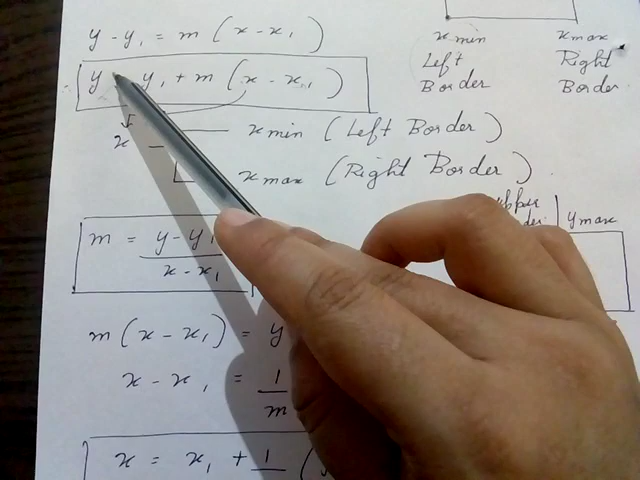 y - y₁ = m (x - x₁)
y y₁ + m (x - x₁)
x xmin (Left Border)
xmax (Right Border)
m = y - y₁ / x - x₁
m (x - x₁) = y
x - x₁ = 1/m
x = x₁ + 1 (
xmin xmax
Left Right
Border Border
ymax